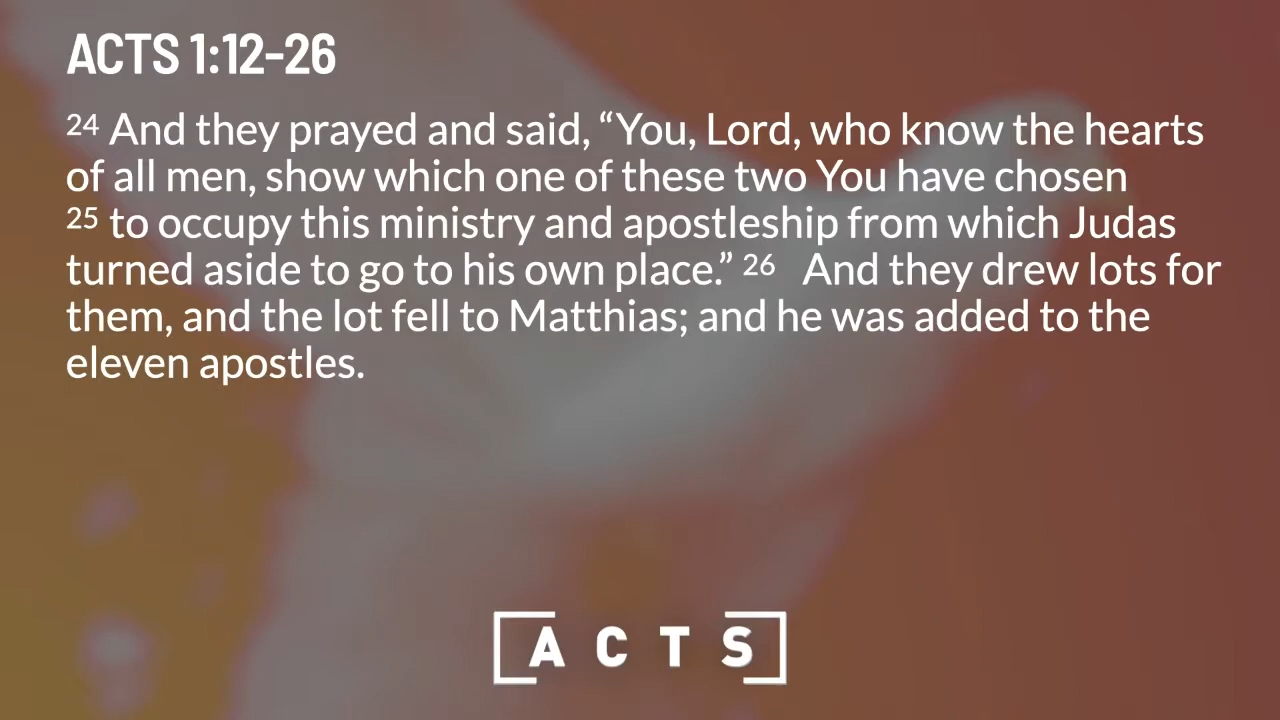 ACTS 1:12-26
24 And they prayed and said, “You, Lord, who know the hearts
of all men, show which one of these two You have chosen
25 to occupy this ministry and apostleship from which Judas
turned aside to go to his own place.” 26 And they drew lots for
them, and the lot fell to Matthias; and he was added to the
eleven apostles.
ACTS